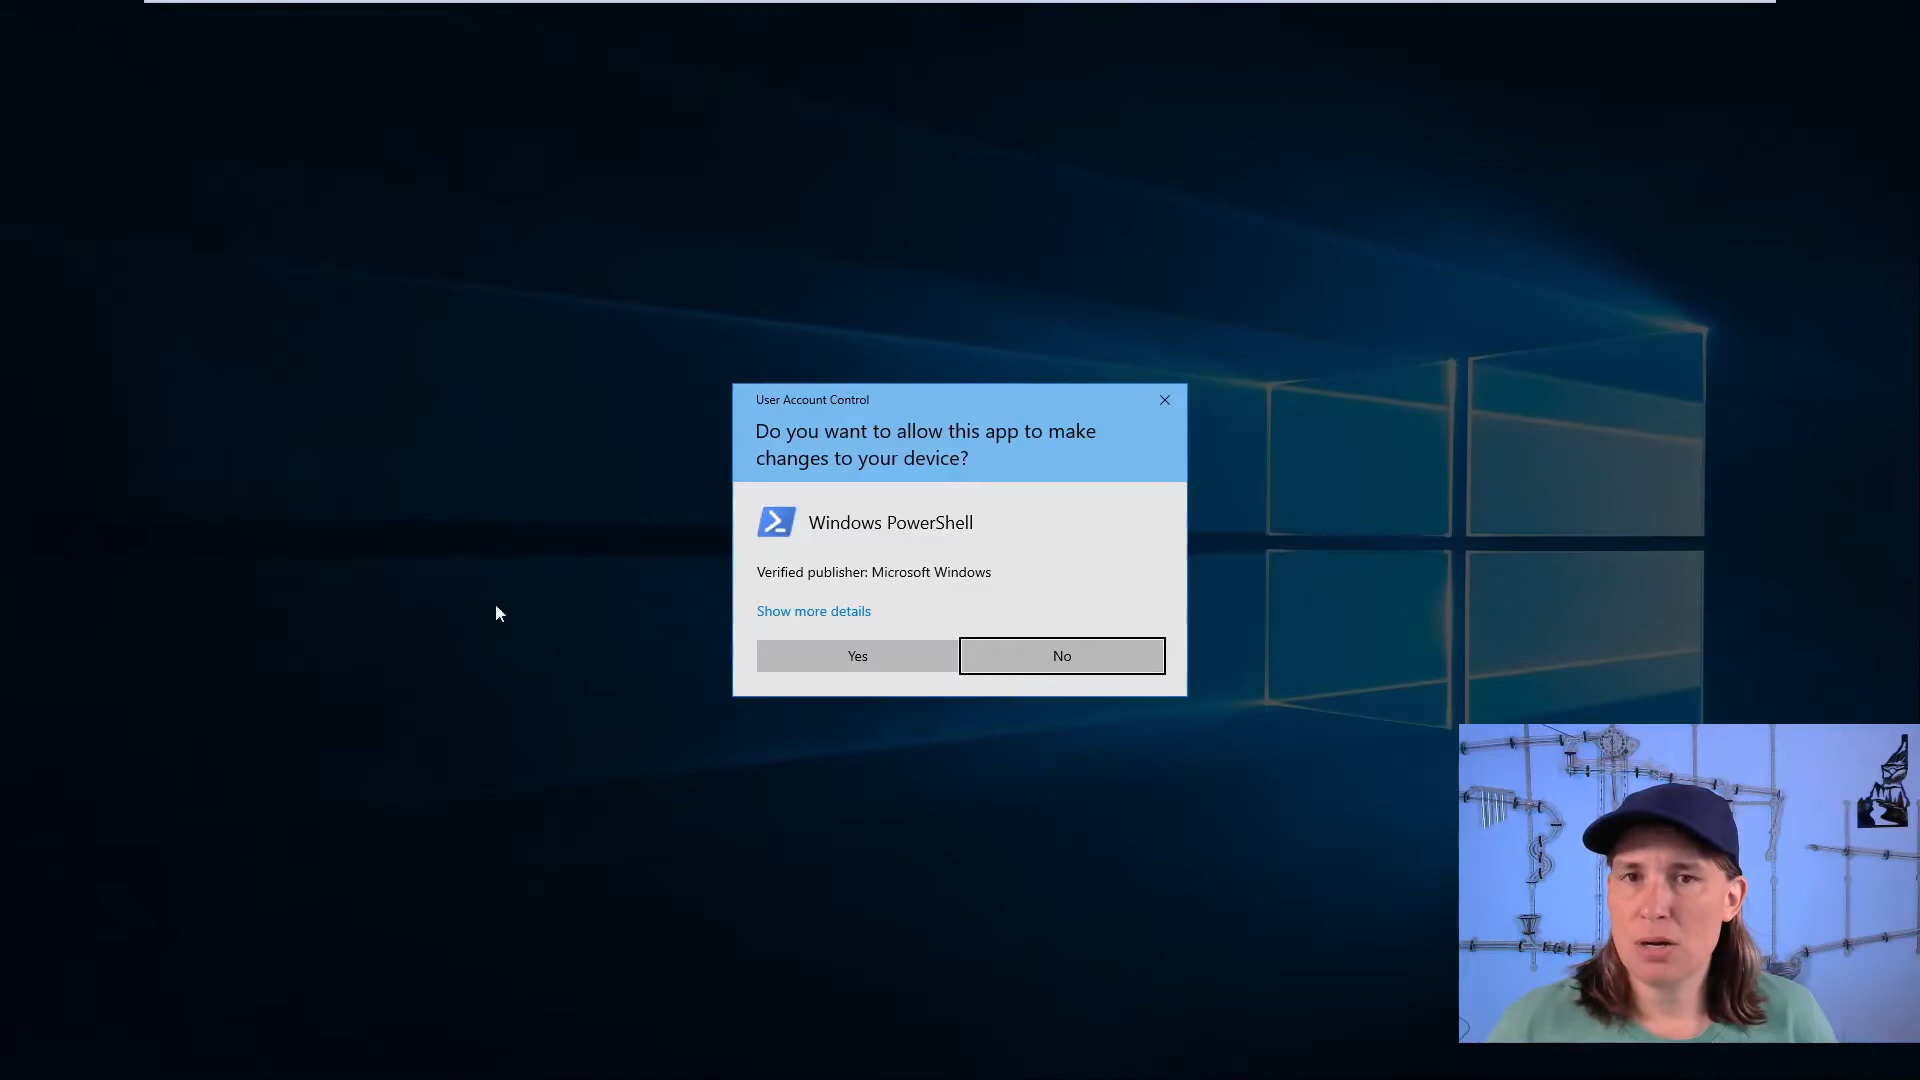 User Account Control
Do you want to allow this app to make
changes to your device?
Windows PowerShell
Verified publisher: Microsoft Windows
Show more details
Yes
No